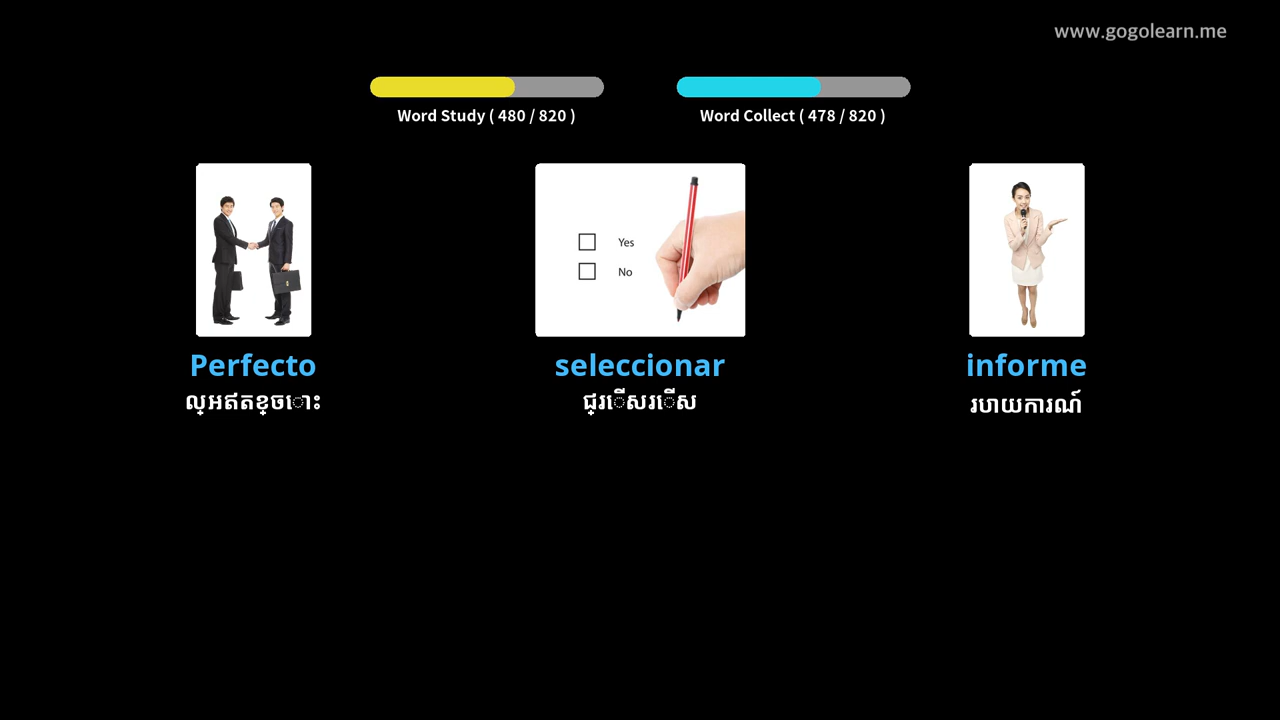 www.gogolearn.me
Word Study ( 480 / 820 )
Word Collect ( 478 / 820 )
Yes
No
Perfecto
seleccionar
informe
ល្អឥតខ្ចោះ
ជ្រើសរើស
របាយការណ៍